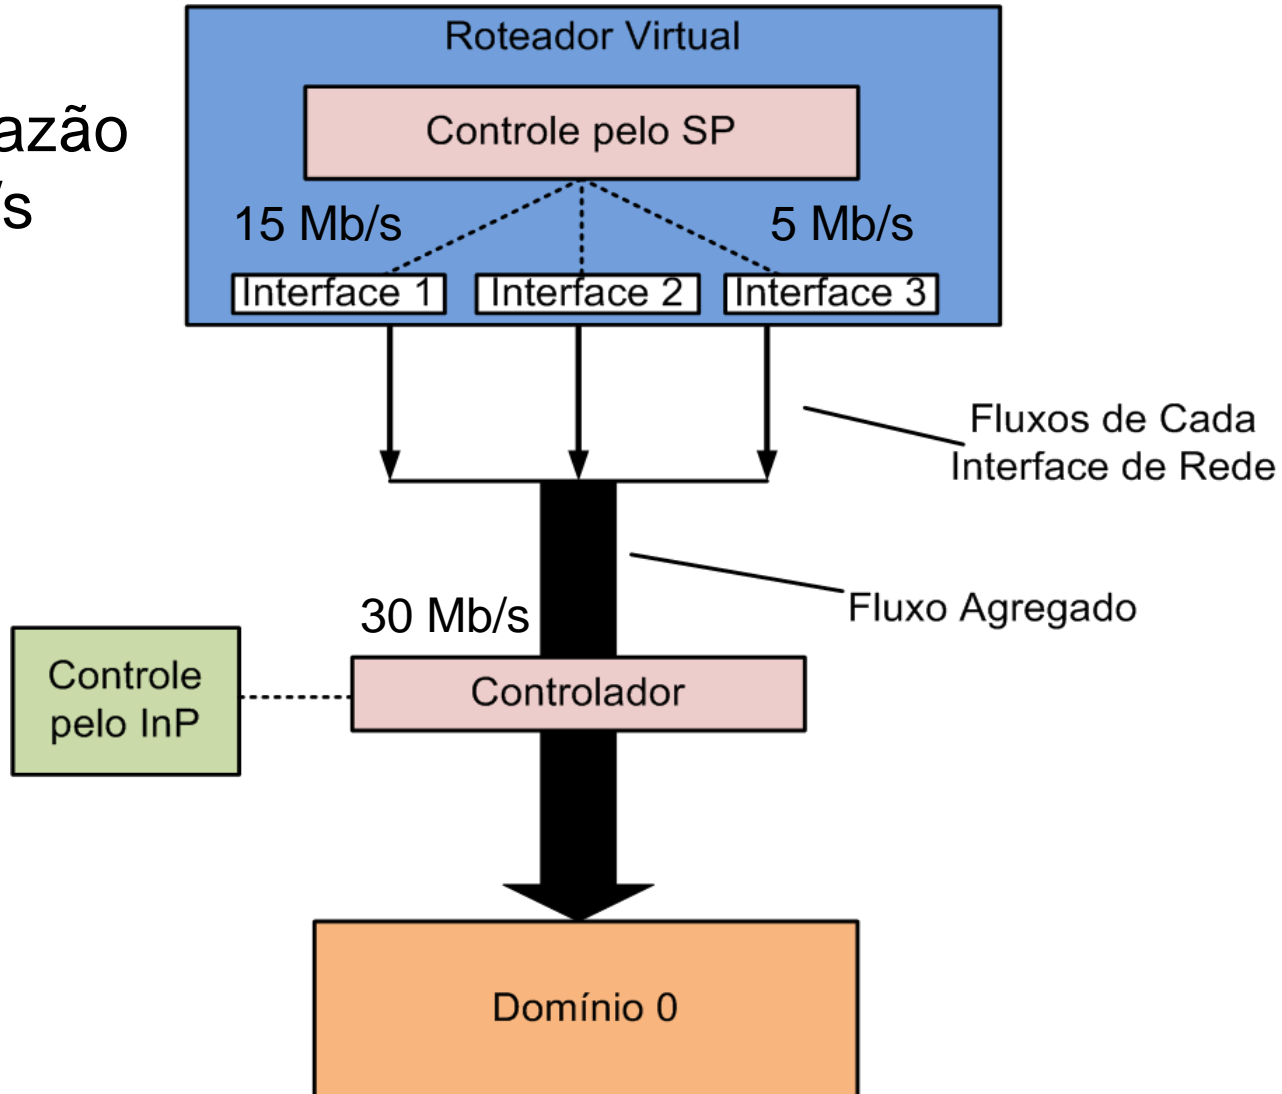 Roteador Virtual
azão
/s
Controle pelo SP
15 Mb/s
5 Mb/s
Interface 1
Interface 2
Interface 3
Fluxos de Cada
Interface de Rede
30 Mb/s
Fluxo Agregado
Controle
pelo InP
Controlador
Domínio 0